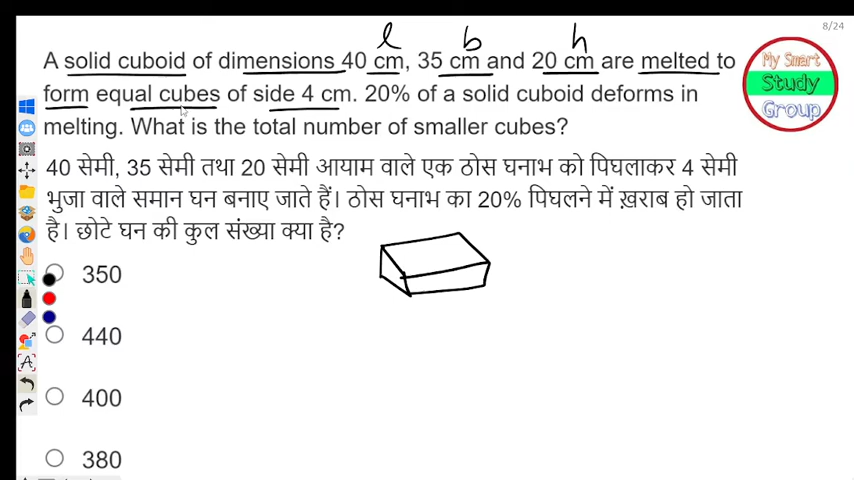 8/24
l b h
A solid cuboid of dimensions 40 cm, 35 cm and 20 cm are melted to
form equal cubes of side 4 cm. 20% of a solid cuboid deforms in
melting. What is the total number of smaller cubes?
My Smart
Study
Group
40 सेमी, 35 सेमी तथा 20 सेमी आयाम वाले एक ठोस घनाभ को पिघलाकर 4 सेमी
भुजा वाले समान घन बनाए जाते हैं। ठोस घनाभ का 20% पिघलने में ख़राब हो जाता
है। छोटे घन की कुल संख्या क्या है?
350
440
400
380